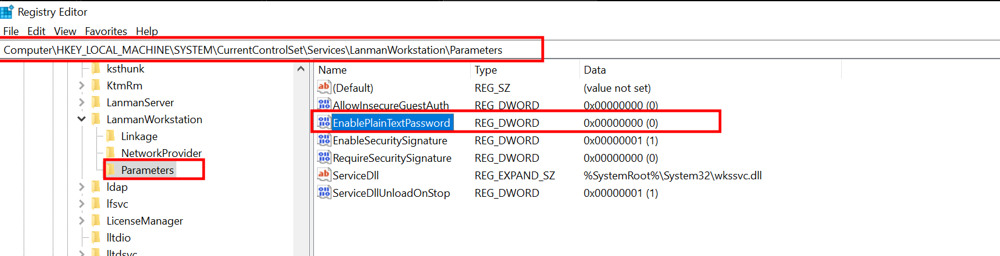 Registry Editor
File Edit View Favorites Help
Computer\HKEY_LOCAL_MACHINE\SYSTEM\CurrentControlSet\Services\LanmanWorkstation\Parameters
ksthunk
KtmRm
LanmanServer
LanmanWorkstation
Linkage
NetworkProvider
Parameters
ldap
lfsvc
LicenseManager
lltdio
lltdsvc
Name Type Data
(Default) REG_SZ (value not set)
AllowInsecureGuestAuth REG_DWORD 0x00000000 (0)
EnablePlainTextPassword REG_DWORD 0x00000000 (0)
EnableSecuritySignature REG_DWORD 0x00000001 (1)
RequireSecuritySignature REG_DWORD 0x00000000 (0)
ServiceDll REG_EXPAND_SZ %SystemRoot%\System32\wkssvc.dll
ServiceDllUnloadOnStop REG_DWORD 0x00000001 (1)